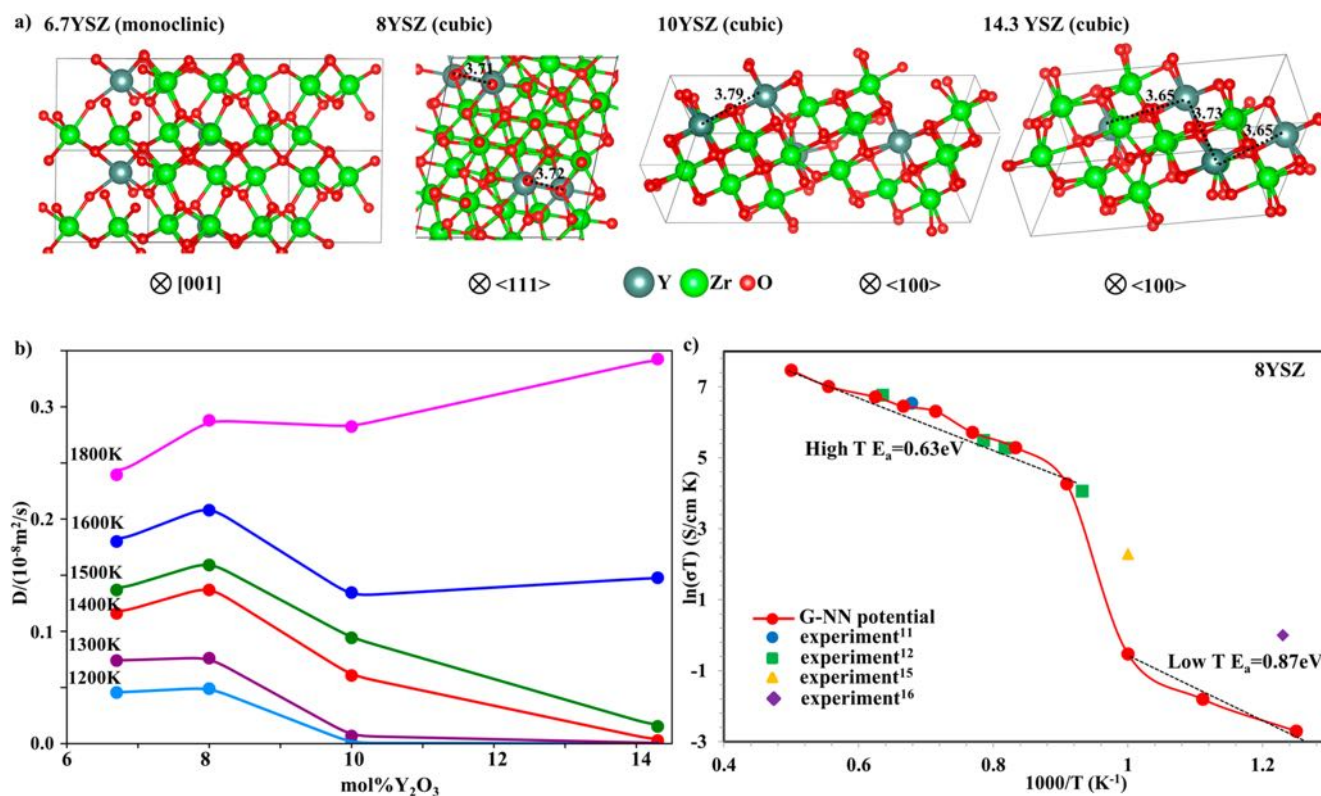 a) 6.7YSZ (monoclinic) 8YSZ (cubic) 10YSZ (cubic) 14.3 YSZ (cubic)
3.71
3.72
3.79
3.65
3.73
3.65
[001] <111> Y Zr O <100> <100>
b)
D/(10⁻⁸m²/s)
0.3
0.2
0.1
0.0
1800K
1600K
1500K
1400K
1300K
1200K
6 8 10 12 14
mol%Y₂O₃
c)
8YSZ
ln(σT) (S/cm K)
7
5
3
1
-1
-3
High T Eₐ=0.63eV
Low T Eₐ=0.87eV
G-NN potential
experiment¹¹
experiment¹²
experiment¹⁵
experiment¹⁶
0.4 0.6 0.8 1 1.2
1000/T (K⁻¹)